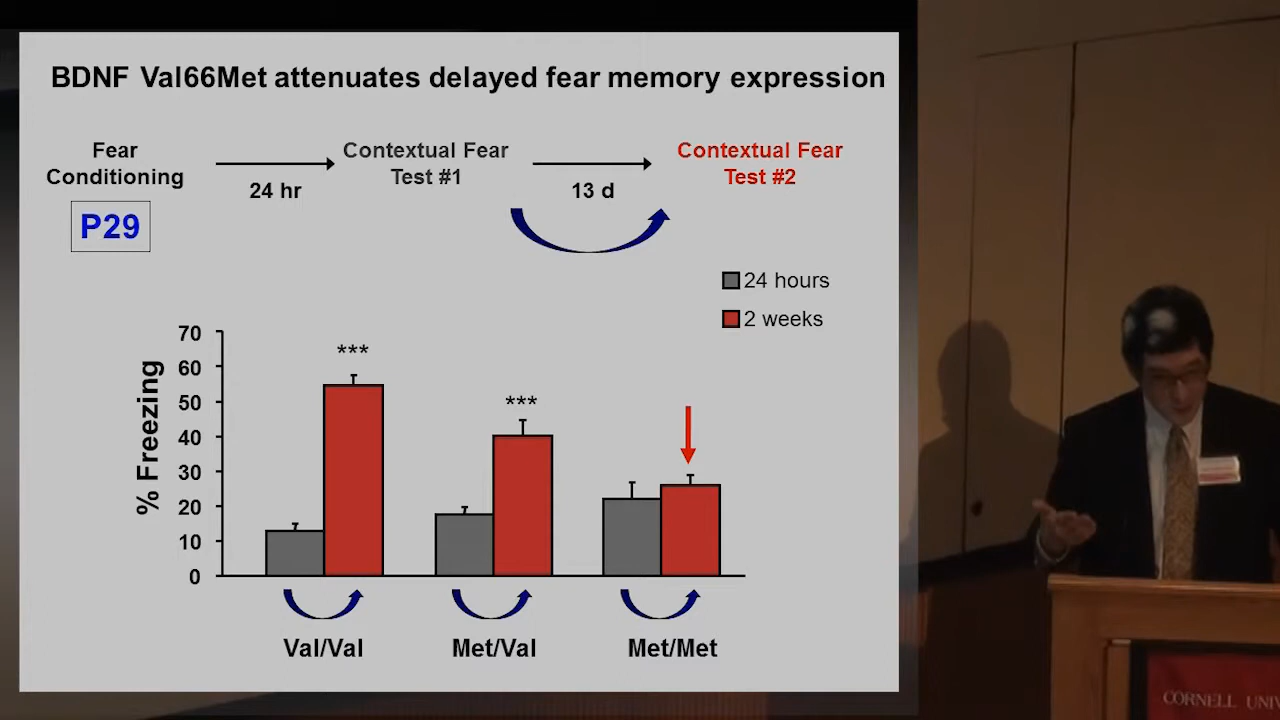 BDNF Val66Met attenuates delayed fear memory expression
Fear
Conditioning
24 hr
Contextual Fear
Test #1
13 d
Contextual Fear
Test #2
P29
24 hours
2 weeks
% Freezing
70
60
50
40
30
20
10
0
***
***
Val/Val
Met/Val
Met/Met
CORNELL